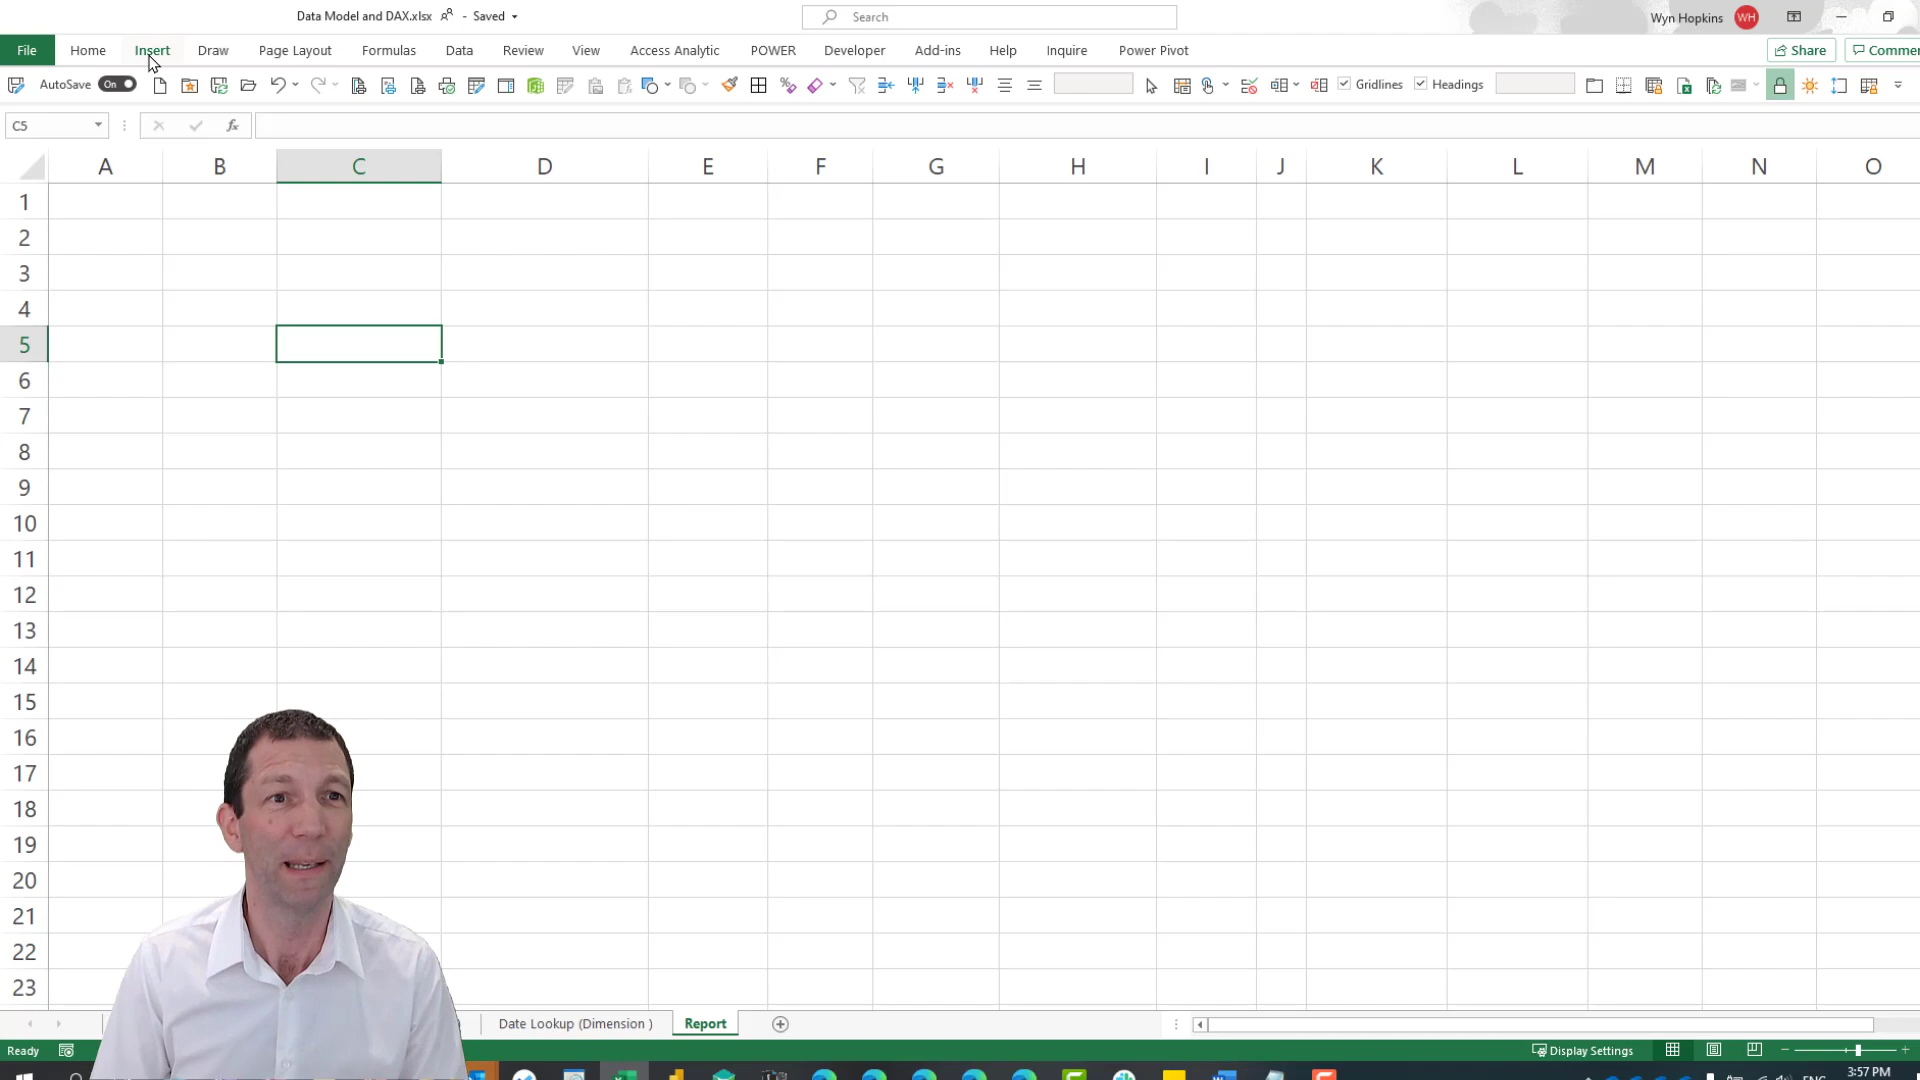 Data Model and DAX.xlsx - Saved
Search
Wyn Hopkins WH
File Home Insert Draw Page Layout Formulas Data Review View Access Analytic POWER Developer Add-ins Help Inquire Power Pivot Share Comme
AutoSave On Gridlines Headings
C5 fx
A B C D E F G H I J K L M N O
1
2
3
4
5
6
7
8
9
10
11
12
13
14
15
16
17
18
19
20
21
22
23
Date Lookup (Dimension ) Report
Ready Display Settings
ENG 3:57 PM